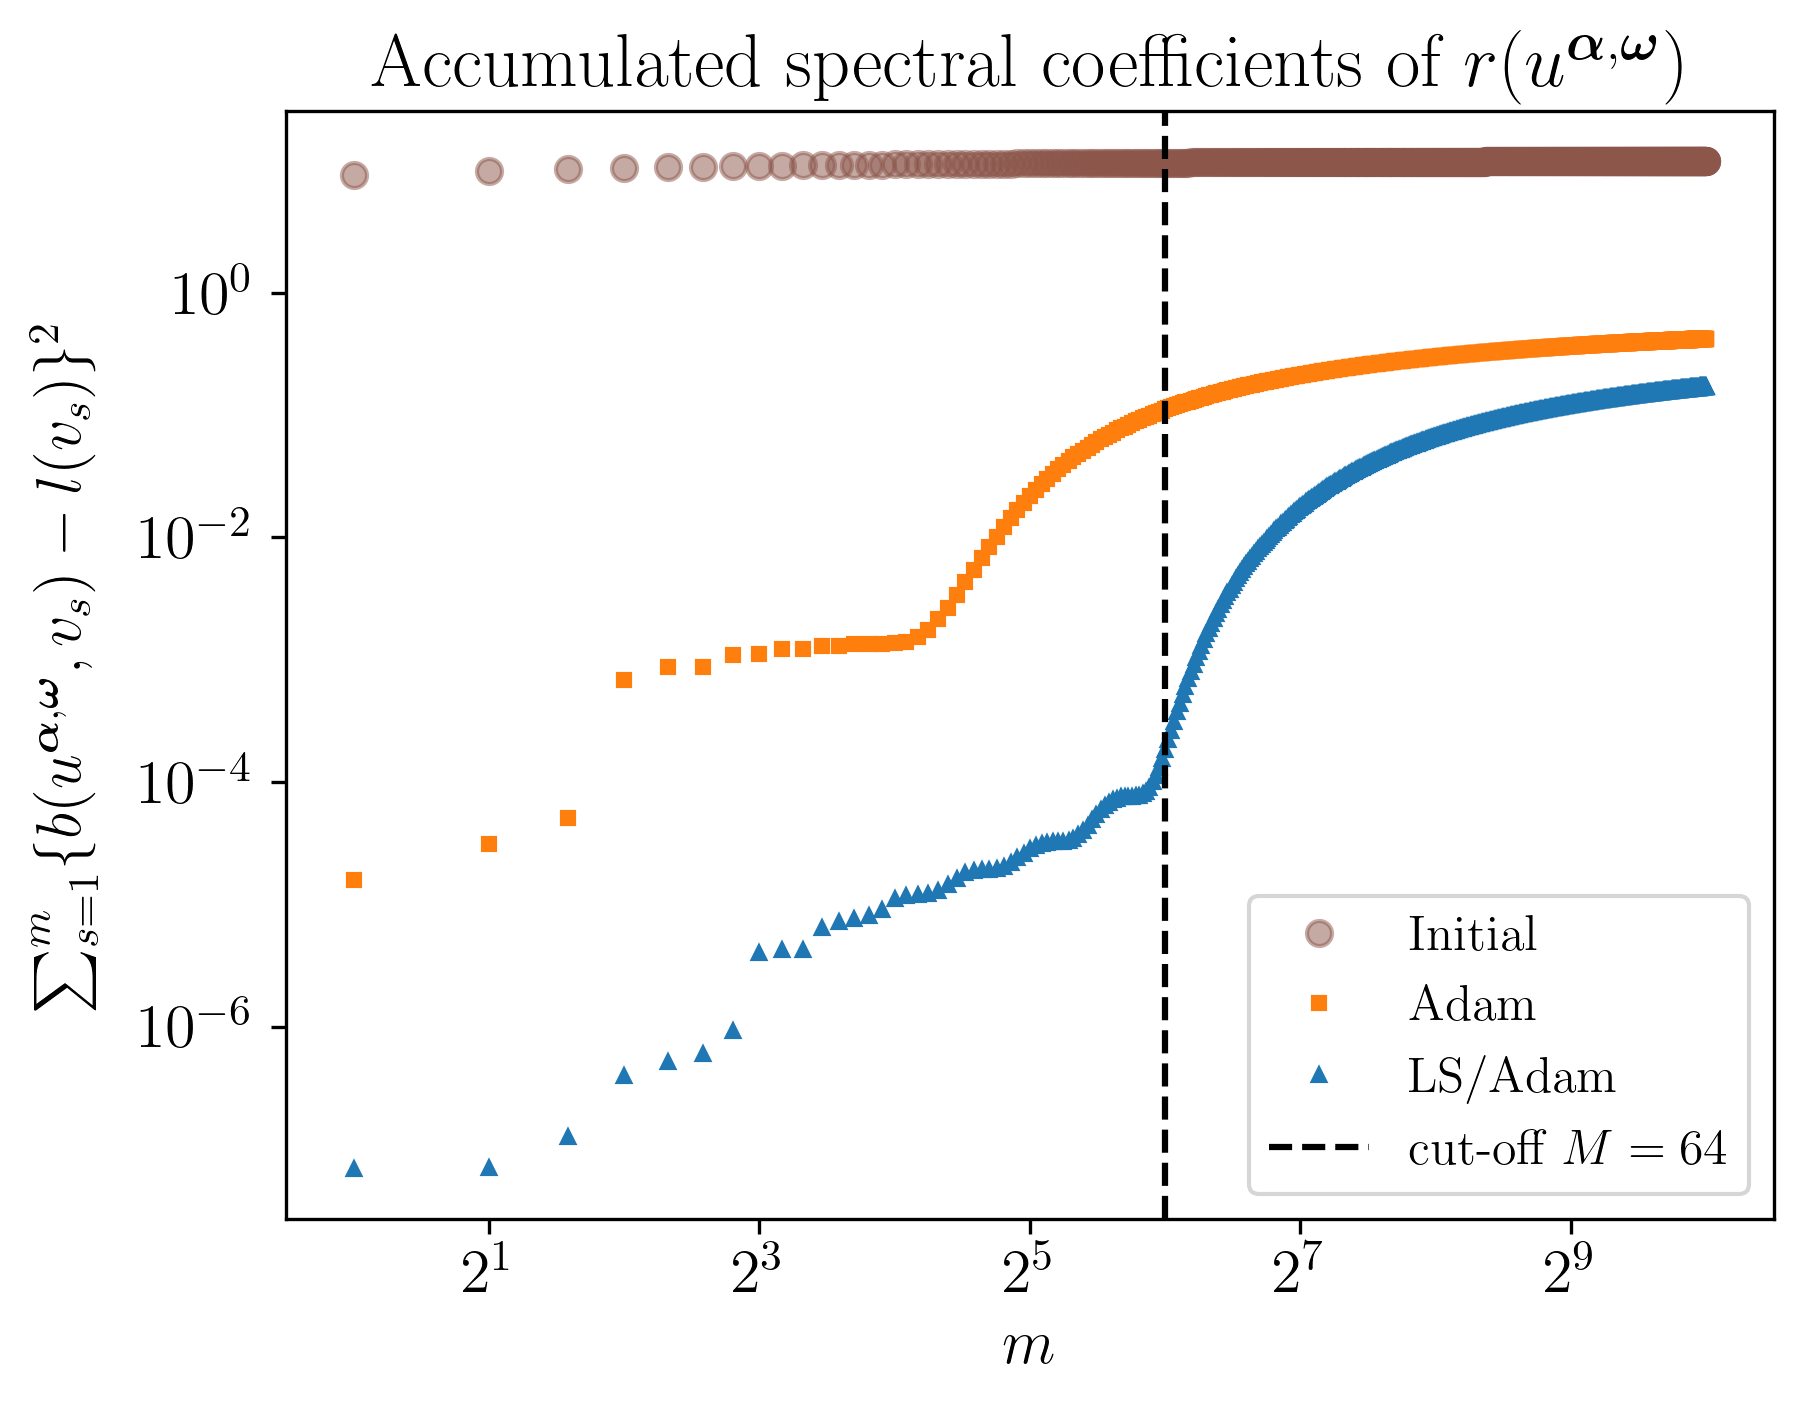 Accumulated spectral coefficients of r(u^{α,ω})
∑_{s=1}^{m}{b(u^{α,ω}, v_s) − l(v_s)}^2
10^0
10^{−2}
10^{−4}
10^{−6}
Initial
Adam
LS/Adam
cut-off M = 64
2^1 2^3 2^5 2^7 2^9
m